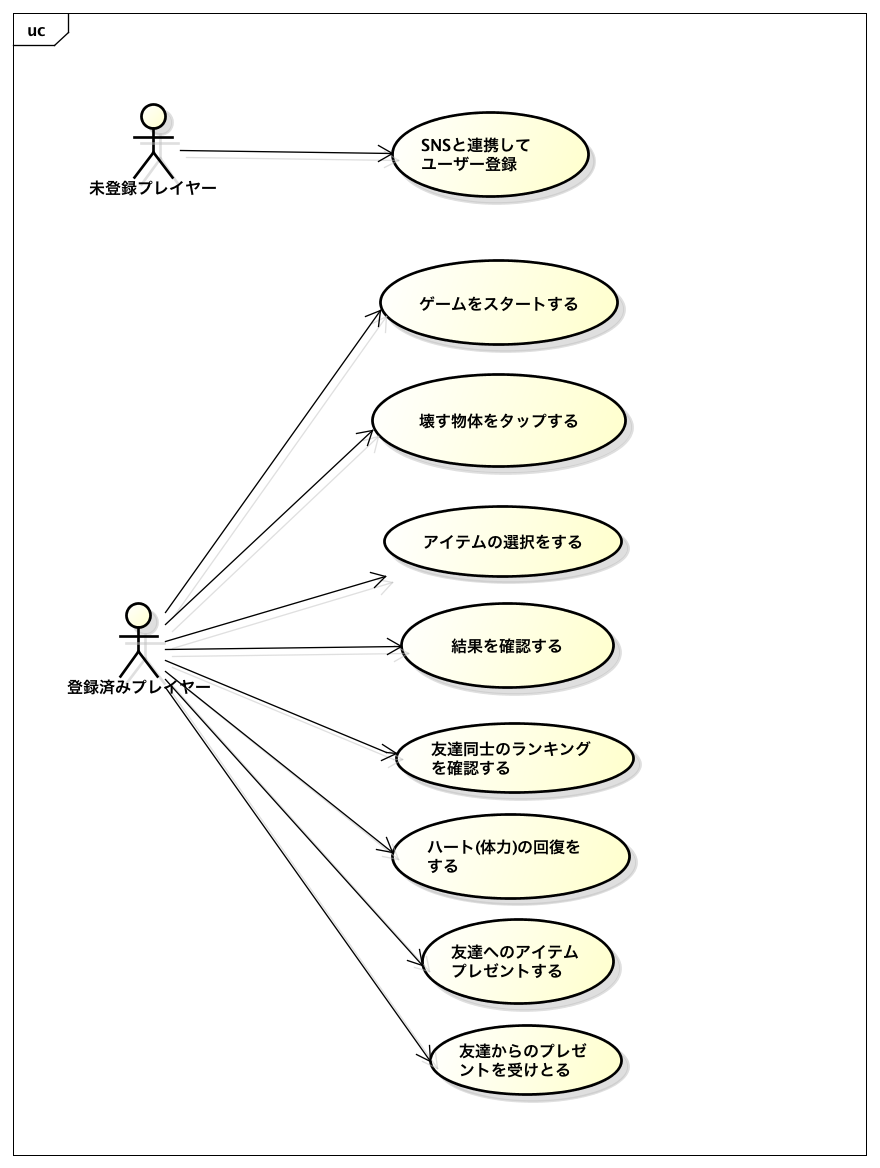 uc
SNSと連携して
ユーザー登録
未登録プレイヤー
ゲームをスタートする
壊す物体をタップする
アイテムの選択をする
結果を確認する
登録済みプレイヤー
友達同士のランキング
を確認する
ハート(体力)の回復を
する
友達へのアイテム
プレゼントする
友達からのプレゼ
ントを受けとる